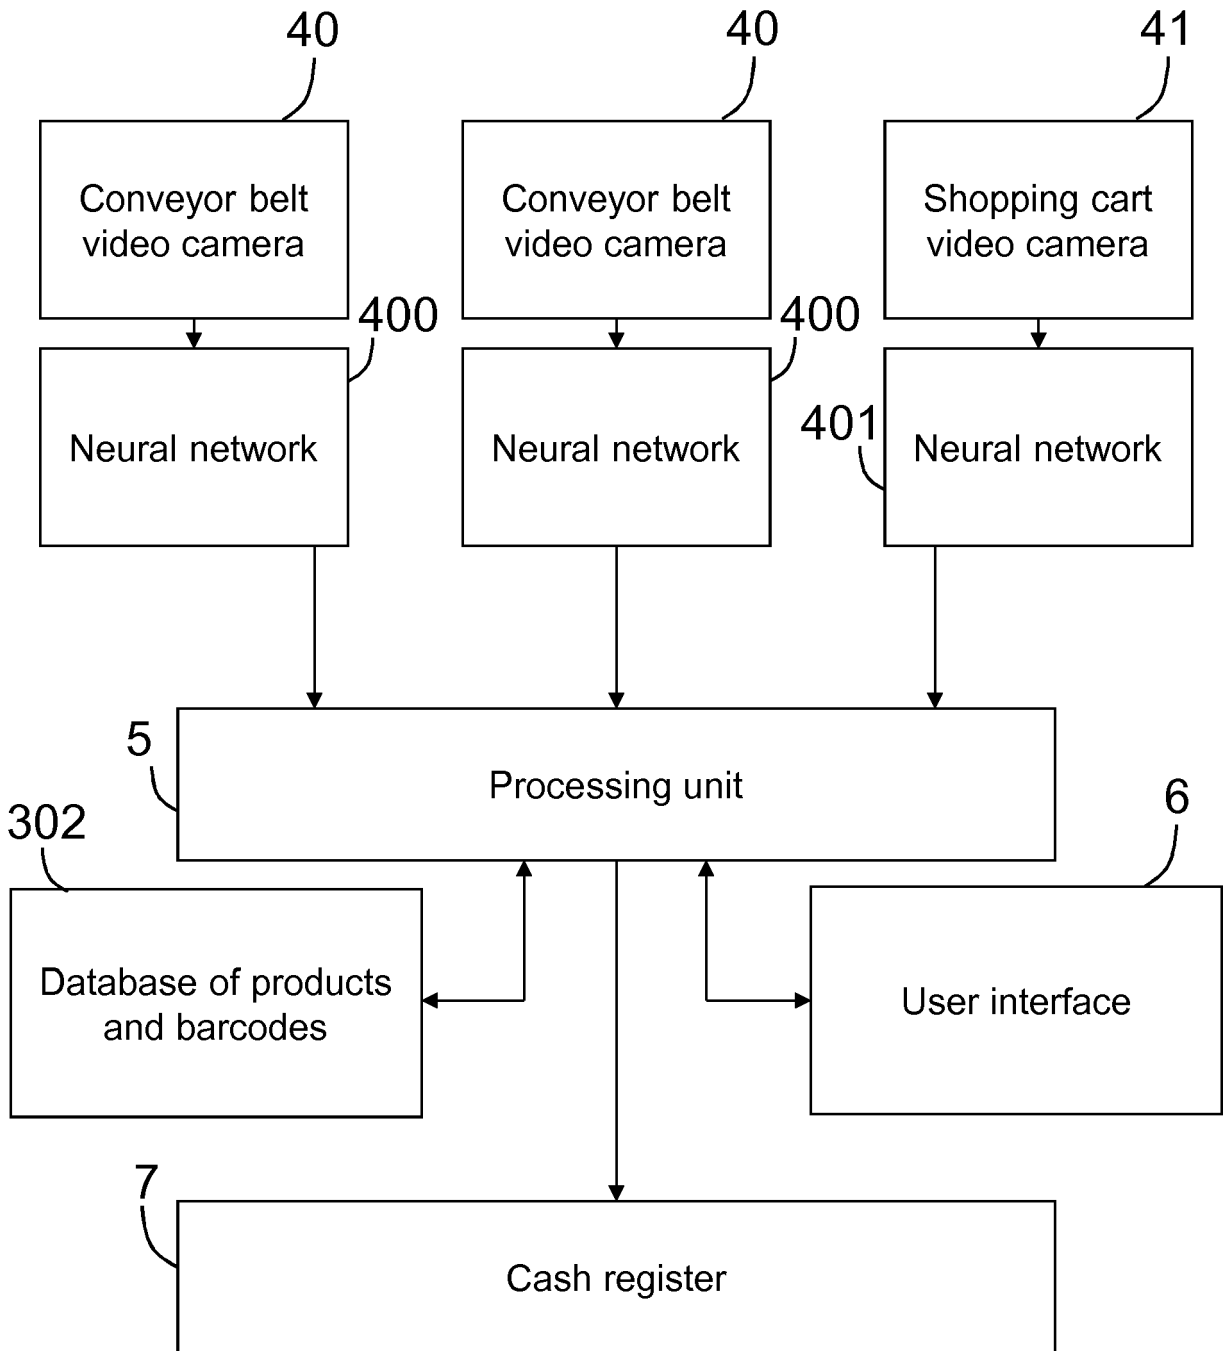 40
40
41
Conveyor belt
video camera
Conveyor belt
video camera
Shopping cart
video camera
400
400
401
Neural network
Neural network
Neural network
5
Processing unit
302
6
Database of products
and barcodes
User interface
7
Cash register